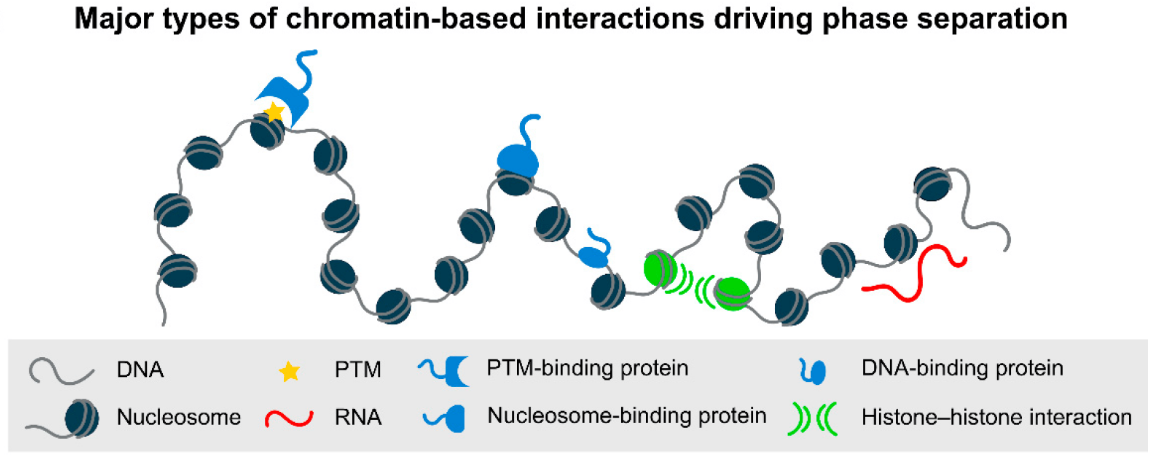 Major types of chromatin-based interactions driving phase separation
DNA
PTM
PTM-binding protein
DNA-binding protein
Nucleosome
RNA
Nucleosome-binding protein
Histone–histone interaction